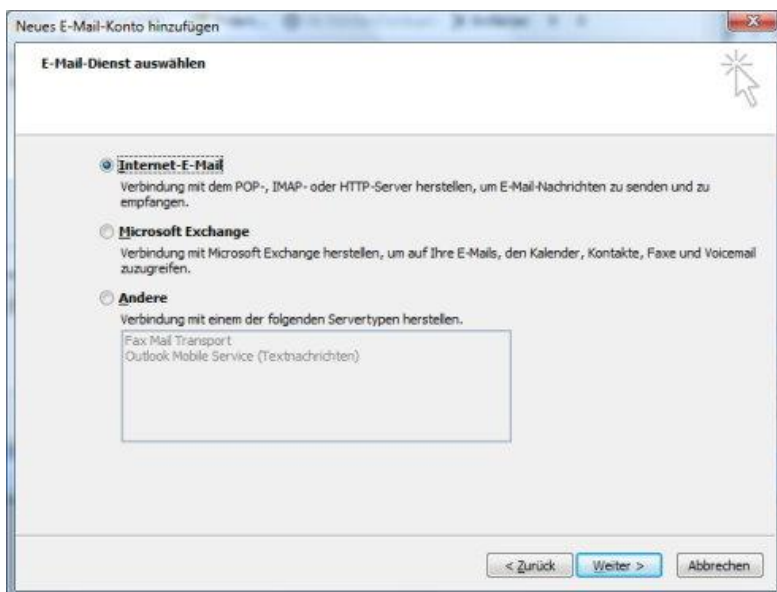 Neues E-Mail-Konto hinzufügen
E-Mail-Dienst auswählen
Internet-E-Mail
Verbindung mit dem POP-, IMAP- oder HTTP-Server herstellen, um E-Mail-Nachrichten zu senden und zu
empfangen.
Microsoft Exchange
Verbindung mit Microsoft Exchange herstellen, um auf Ihre E-Mails, den Kalender, Kontakte, Faxe und Voicemail
zuzugreifen.
Andere
Verbindung mit einem der folgenden Servertypen herstellen.
Fax Mail Transport
Outlook Mobile Service (Textnachrichten)
< Zurück Weiter > Abbrechen